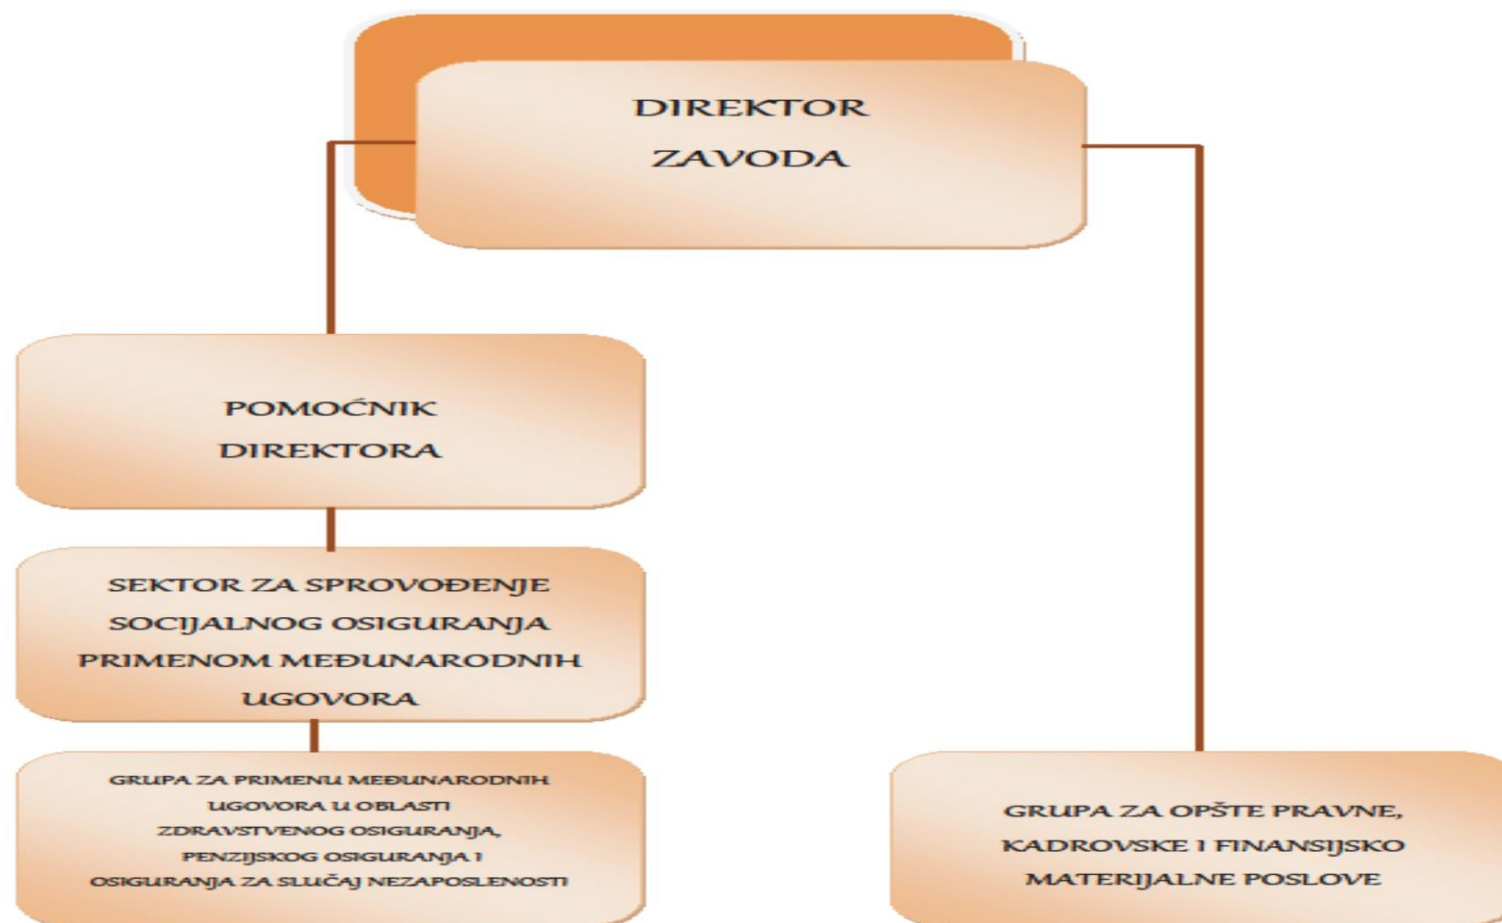 DIREKTOR
ZAVODA
POMOĆNIK
DIREKTORA
SEKTOR ZA SPROVOĐENJE
SOCIJALNOG OSIGURANJA
PRIMENOM MEĐUNARODNIH
UGOVORA
GRUPA ZA PRIMENU MEĐUNARODNIH
UGOVORA U OBLASTI
ZDRAVSTVENOG OSIGURANJA,
PENZIJSKOG OSIGURANJA I
OSIGURANJA ZA SLUČAJ NEZAPOSLENOSTI
GRUPA ZA OPŠTE PRAVNE,
KADROVSKE I FINANSIJSKO
MATERIJALNE POSLOVE